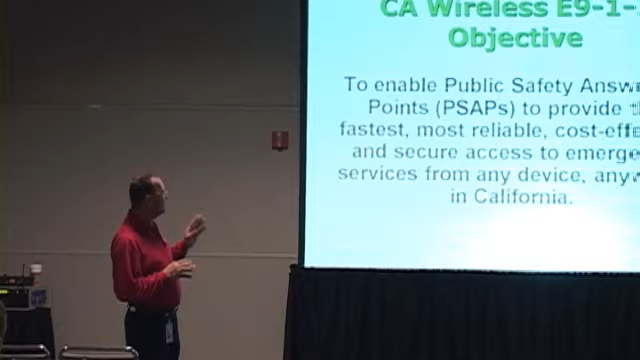 CA Wireless E9-1-
Objective
To enable Public Safety Answe
Points (PSAPs) to provide t
fastest, most reliable, cost-effe
and secure access to emerge
services from any device, anyw
in California.